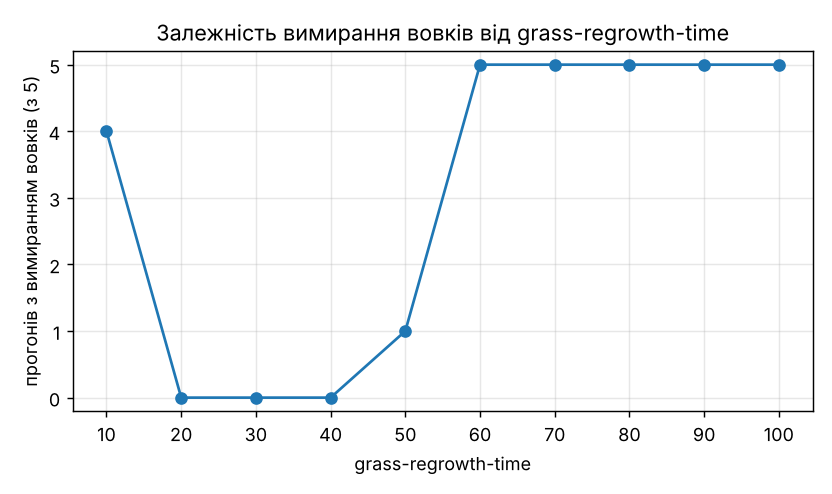 Залежність вимирання вовків від grass-regrowth-time
прогонів з вимиранням вовків (з 5)
5
4
3
2
1
0
10 20 30 40 50 60 70 80 90 100
grass-regrowth-time